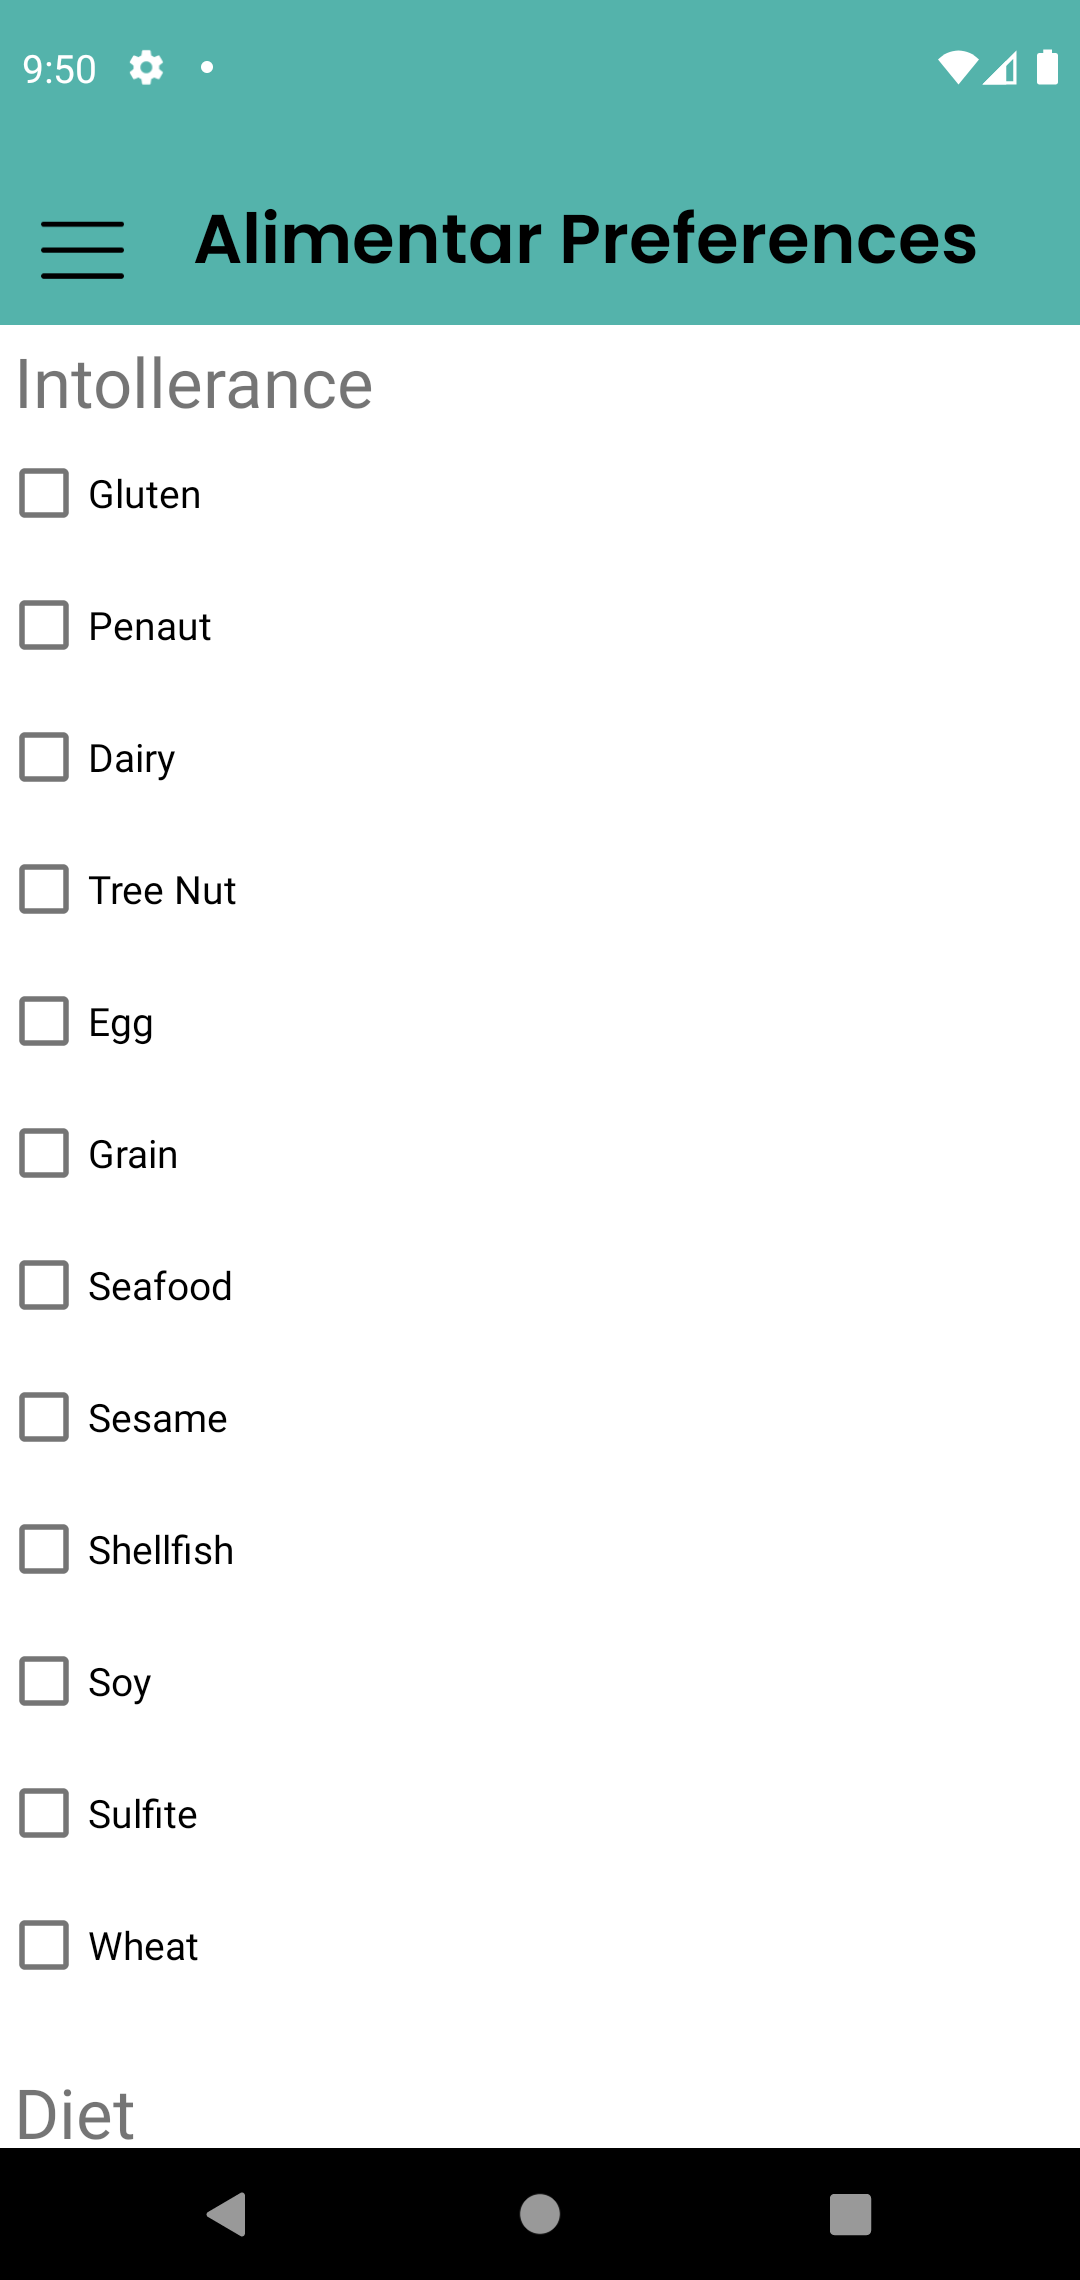 9:50
Alimentar Preferences
Intollerance
Gluten
Penaut
Dairy
Tree Nut
Egg
Grain
Seafood
Sesame
Shellfish
Soy
Sulfite
Wheat
Diet